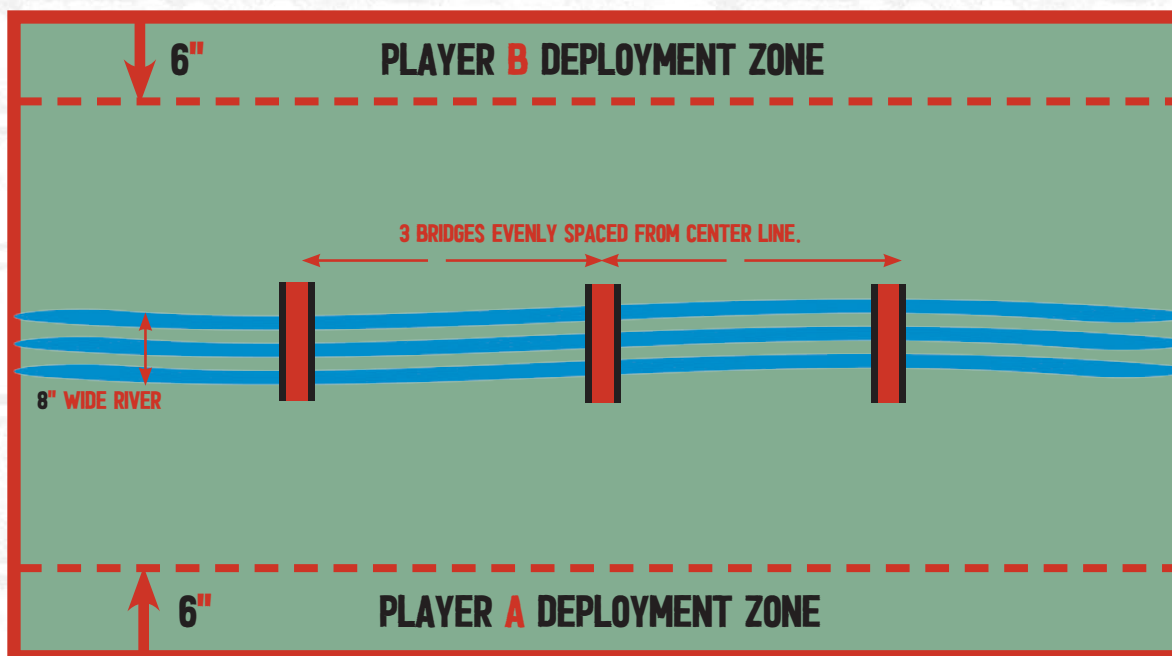 6" PLAYER B DEPLOYMENT ZONE
3 BRIDGES EVENLY SPACED FROM CENTER LINE.
8" WIDE RIVER
6" PLAYER A DEPLOYMENT ZONE